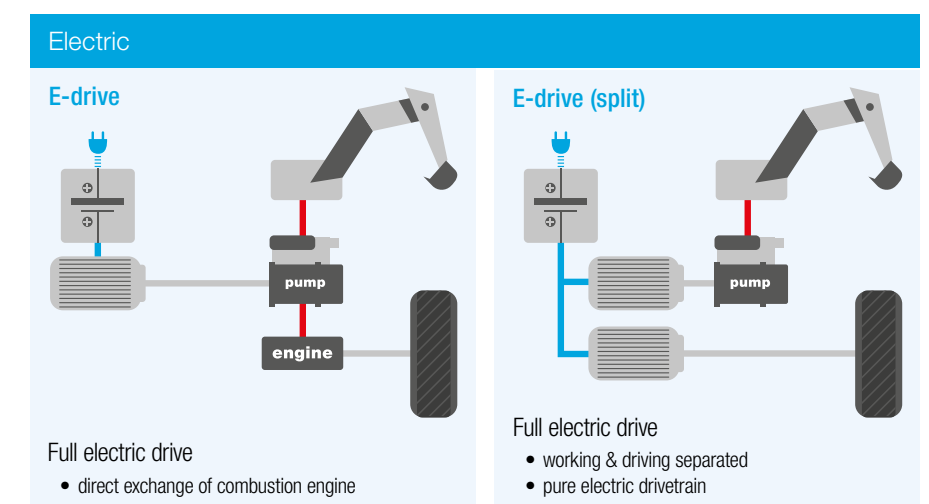 Electric
E-drive
pump
engine
Full electric drive
• direct exchange of combustion engine
E-drive (split)
pump
Full electric drive
• working & driving separated
• pure electric drivetrain